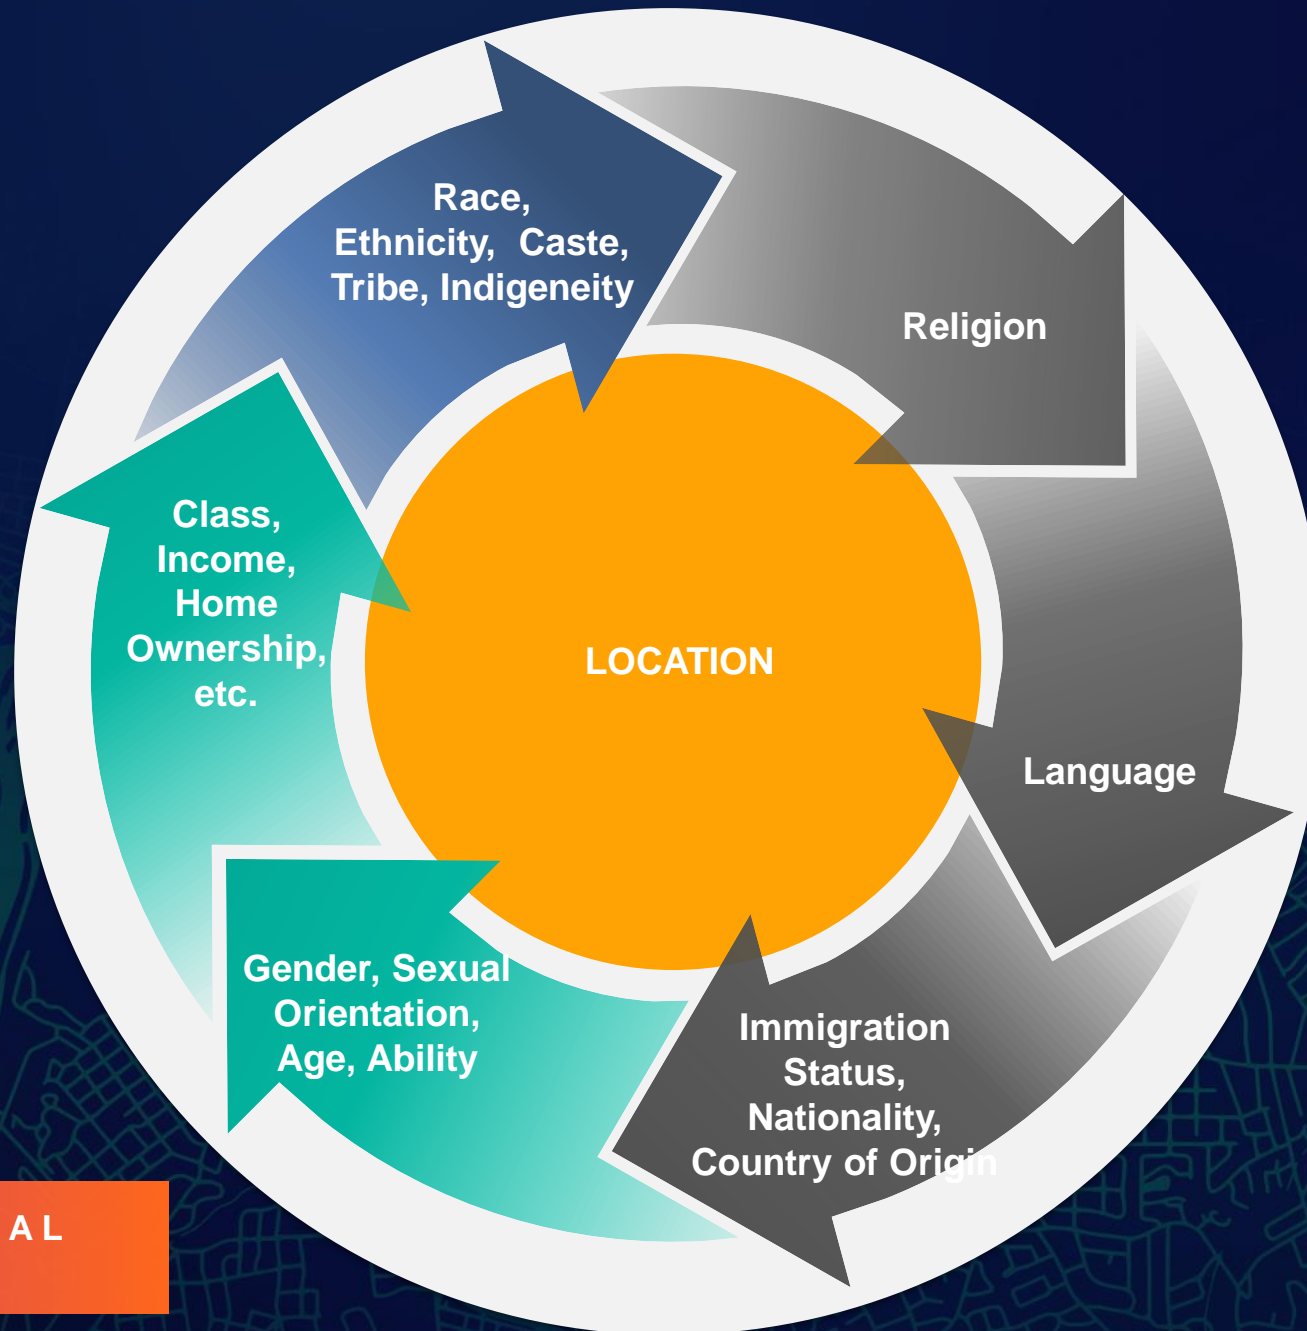 Race,
Ethnicity, Caste,
Tribe, Indigeneity
Religion
Class,
Income,
Home
Ownership,
etc.
LOCATION
Language
Gender, Sexual
Orientation,
Age, Ability
Immigration
Status,
Nationality,
Country of Origin
AL